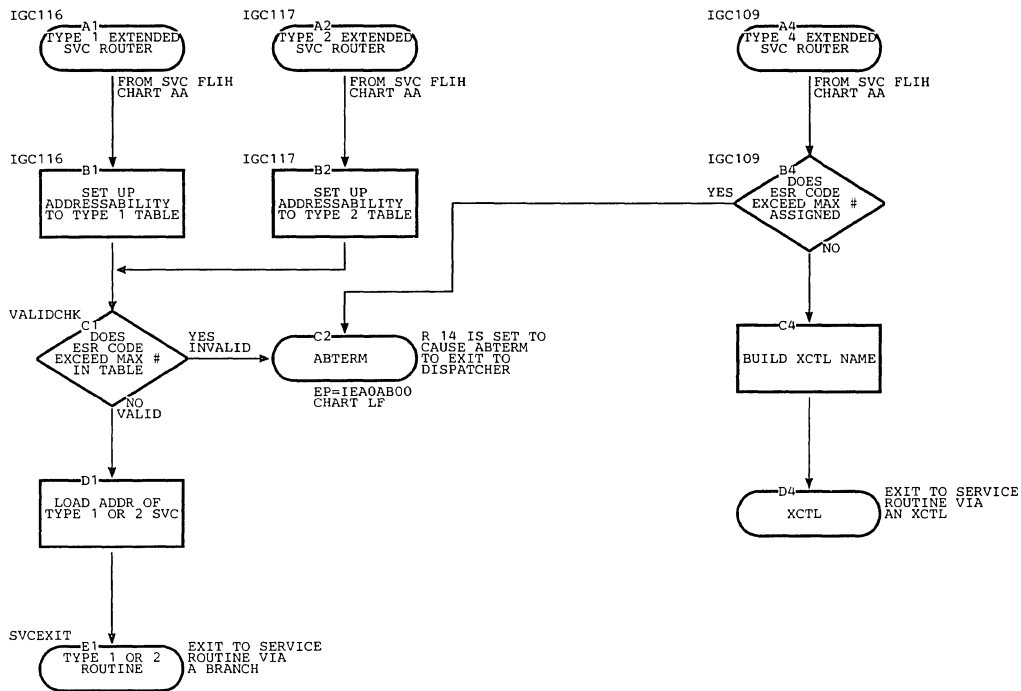 IGC116
A1
TYPE 1 EXTENDED
SVC ROUTER
FROM SVC FLIH
CHART AA
IGC117
A2
TYPE 2 EXTENDED
SVC ROUTER
FROM SVC FLIH
CHART AA
IGC109
A4
TYPE 4 EXTENDED
SVC ROUTER
FROM SVC FLIH
CHART AA
IGC116
B1
SET UP
ADDRESSABILITY
TO TYPE 1 TABLE
IGC117
B2
SET UP
ADDRESSABILITY
TO TYPE 2 TABLE
IGC109
B4
DOES
ESR CODE
EXCEED MAX #
ASSIGNED
YES
NO
VALIDCHK
C1
DOES
ESR CODE
EXCEED MAX #
IN TABLE
YES
INVALID
NO
VALID
C2
ABTERM
R 14 IS SET TO
CAUSE ABTERM
TO EXIT TO
DISPATCHER
EP=IEA0AB00
CHART LF
C4
BUILD XCTL NAME
D1
LOAD ADDR OF
TYPE 1 OR 2 SVC
D4
XCTL
EXIT TO SERVICE
ROUTINE VIA
AN XCTL
SVCEXIT
E1
TYPE 1 OR 2
ROUTINE
EXIT TO SERVICE
ROUTINE VIA
A BRANCH